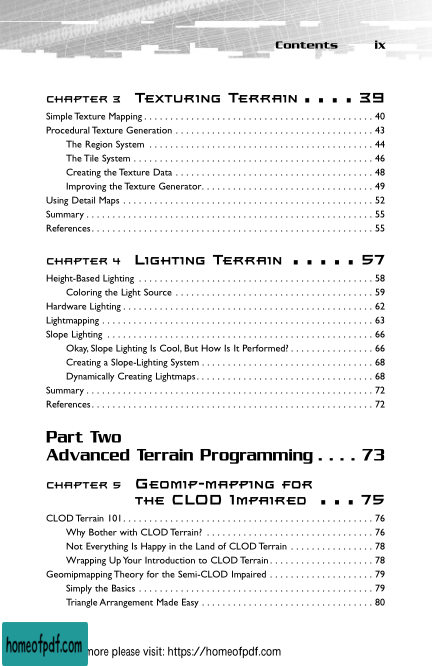 Contents ix
CHAPTER 3 TEXTURING TERRAIN . . . . 39
Simple Texture Mapping . . . . . . . . . . . . . . . . . . . . 40
Procedural Texture Generation . . . . . . . . . . . . . . . . . . . . 43
The Region System . . . . . . . . . . . . . . . . . . . . 44
The Tile System . . . . . . . . . . . . . . . . . . . . 46
Creating the Texture Data . . . . . . . . . . . . . . . . . . . . 48
Improving the Texture Generator. . . . . . . . . . . . . . . . . . . . 49
Using Detail Maps . . . . . . . . . . . . . . . . . . . . 52
Summary . . . . . . . . . . . . . . . . . . . . 55
References. . . . . . . . . . . . . . . . . . . . 55
CHAPTER 4 LIGHTING TERRAIN . . . . . 57
Height-Based Lighting . . . . . . . . . . . . . . . . . . . . 58
Coloring the Light Source . . . . . . . . . . . . . . . . . . . . 59
Hardware Lighting . . . . . . . . . . . . . . . . . . . . 62
Lightmapping . . . . . . . . . . . . . . . . . . . . 63
Slope Lighting . . . . . . . . . . . . . . . . . . . . 66
Okay, Slope Lighting Is Cool, But How Is It Performed? . . . . . . . . . . . . . . 66
Creating a Slope-Lighting System . . . . . . . . . . . . . . . . . . . . 68
Dynamically Creating Lightmaps. . . . . . . . . . . . . . . . . . . . 68
Summary . . . . . . . . . . . . . . . . . . . . 72
References. . . . . . . . . . . . . . . . . . . . 72
Part Two
Advanced Terrain Programming . . . . 73
CHAPTER 5 GEOMIP-MAPPING FOR
THE CLOD IMPAIRED . . . 75
CLOD Terrain 101. . . . . . . . . . . . . . . . . . . . 76
Why Bother with CLOD Terrain? . . . . . . . . . . . . . . . . . . . . 76
Not Everything Is Happy in the Land of CLOD Terrain . . . . . . . . . . . . . . 78
Wrapping Up Your Introduction to CLOD Terrain. . . . . . . . . . . . . . . . . 78
Geomipmapping Theory for the Semi-CLOD Impaired . . . . . . . . . . . . . . . . . 79
Simply the Basics . . . . . . . . . . . . . . . . . . . . 79
Triangle Arrangement Made Easy . . . . . . . . . . . . . . . . . . . . 80
homeofpdf.com
more please visit: https://homeofpdf.com